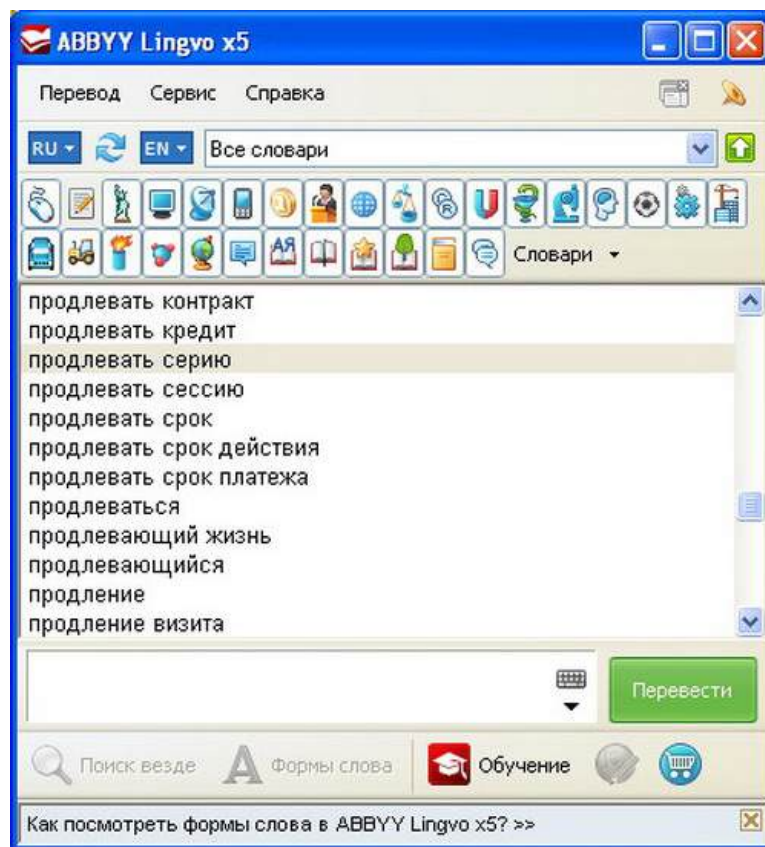 ABBYY Lingvo x5
Перевод Сервис Справка
RU EN Все словари
Словари
продлевать контракт
продлевать кредит
продлевать серию
продлевать сессию
продлевать срок
продлевать срок действия
продлевать срок платежа
продлеваться
продлевающий жизнь
продлевающийся
продление
продление визита
Перевести
Поиск везде Формы слова Обучение
Как посмотреть формы слова в ABBYY Lingvo x5? >>